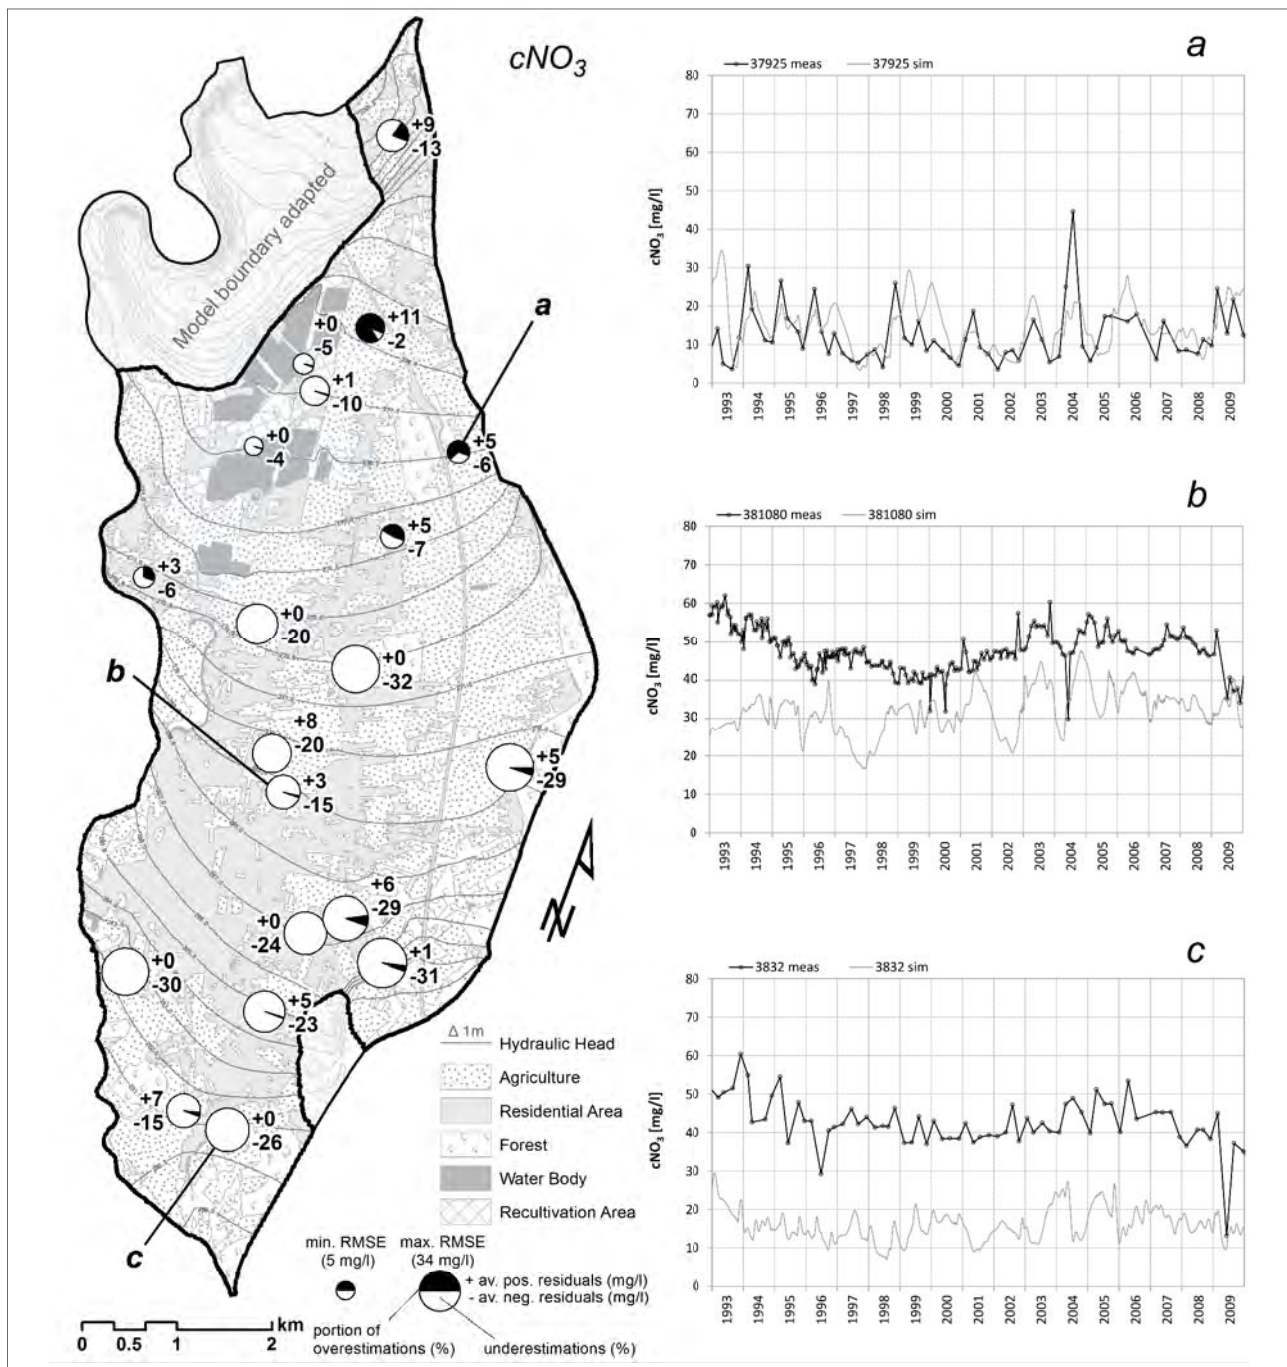 cNO3
Model boundary adapted
+9
-13
+11
-2
+0
-5
+1
-10
a
+0
-4
+5
-6
+5
-7
+3
-6
+0
-20
+0
-32
b
+8
-20
+3
-15
+5
-29
N
+6
-29
+0
-24
+1
-31
+0
-30
+5
-23
+7
-15
+0
-26
c
Δ 1m
Hydraulic Head
Agriculture
Residential Area
Forest
Water Body
Recultivation Area
min. RMSE
(5 mg/l)
max. RMSE
(34 mg/l)
+ av. pos. residuals (mg/l)
- av. neg. residuals (mg/l)
portion of
overestimations (%)
underestimations (%)
km
0 0.5 1 2
a
37925 meas 37925 sim
cNO3 [mg/l]
80
70
60
50
40
30
20
10
0
1993 1994 1995 1996 1997 1998 1999 2000 2001 2002 2003 2004 2005 2006 2007 2008 2009
b
381080 meas 381080 sim
cNO3 [mg/l]
80
70
60
50
40
30
20
10
0
1993 1994 1995 1996 1997 1998 1999 2000 2001 2002 2003 2004 2005 2006 2007 2008 2009
c
3832 meas 3832 sim
cNO3 [mg/l]
80
70
60
50
40
30
20
10
0
1993 1994 1995 1996 1997 1998 1999 2000 2001 2002 2003 2004 2005 2006 2007 2008 2009